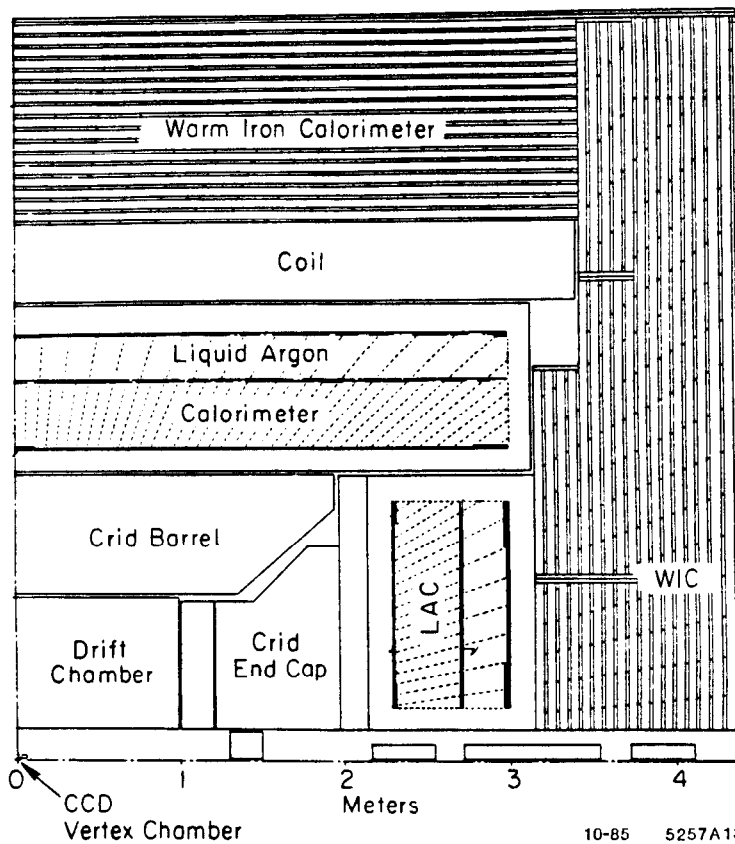 Warm Iron Calorimeter
Coil
Liquid Argon
Calorimeter
Crid Barrel
LAC
WIC
Drift
Chamber
Crid
End Cap
0 1 2 3 4
Meters
CCD
Vertex Chamber
10-85 5257A13